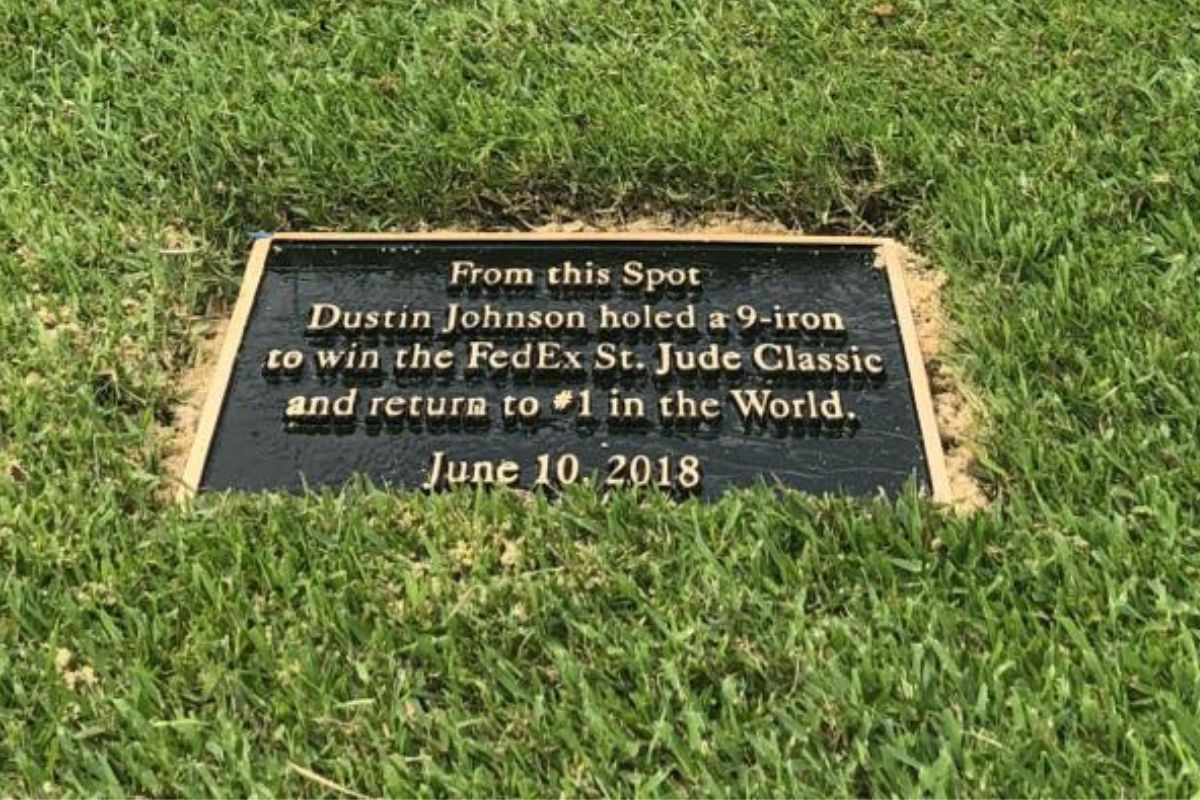 From this Spot
Dustin Johnson holed a 9-iron
to win the FedEx St. Jude Classic
and return to #1 in the World.
June 10, 2018